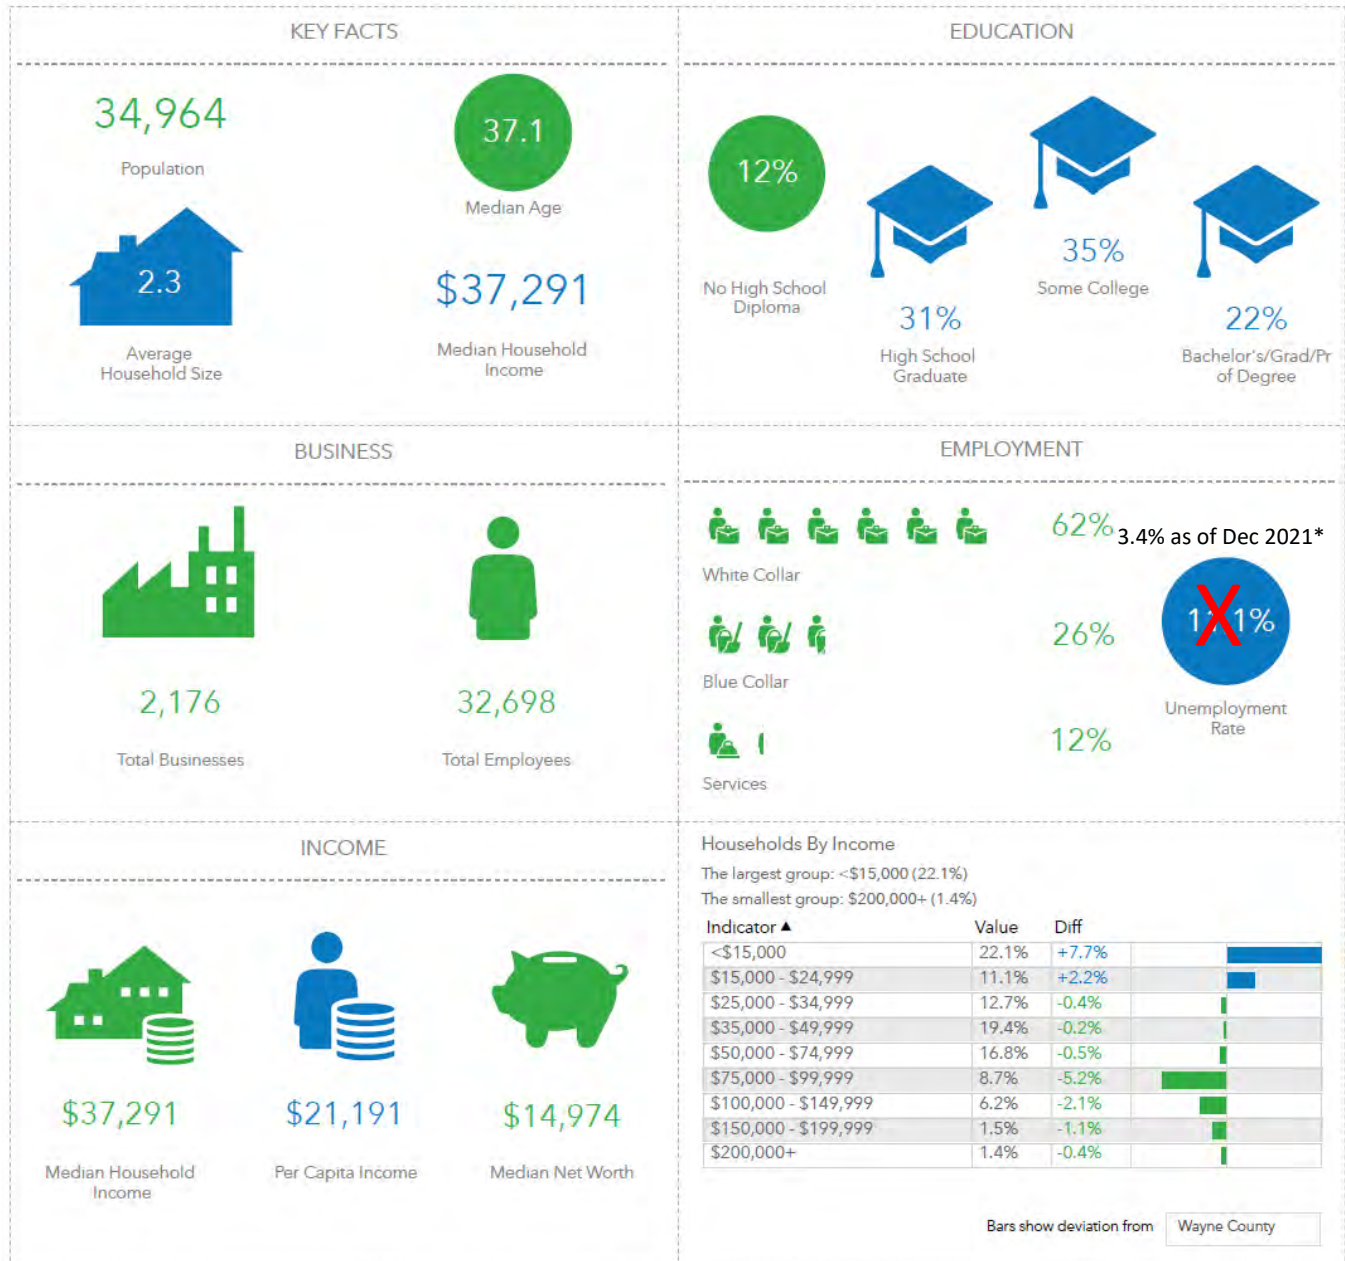 KEY FACTS
34,964
Population
37.1
Median Age
2.3
Average
Household Size
$37,291
Median Household
Income
EDUCATION
12%
No High School
Diploma
31%
High School
Graduate
35%
Some College
22%
Bachelor's/Grad/Pr
of Degree
BUSINESS
2,176
Total Businesses
32,698
Total Employees
EMPLOYMENT
62%
White Collar
26%
Blue Collar
12%
Services
3.4% as of Dec 2021*
X
Unemployment
Rate
INCOME
$37,291
Median Household
Income
$21,191
Per Capita Income
$14,974
Median Net Worth
Households By Income
The largest group: <$15,000 (22.1%)
The smallest group: $200,000+ (1.4%)
Indicator ▲ Value Diff
<$15,000 22.1% +7.7%
$15,000 - $24,999 11.1% +2.2%
$25,000 - $34,999 12.7% -0.4%
$35,000 - $49,999 19.4% -0.2%
$50,000 - $74,999 16.8% -0.5%
$75,000 - $99,999 8.7% -5.2%
$100,000 - $149,999 6.2% -2.1%
$150,000 - $199,999 1.5% -1.1%
$200,000+ 1.4% -0.4%
Bars show deviation from Wayne County